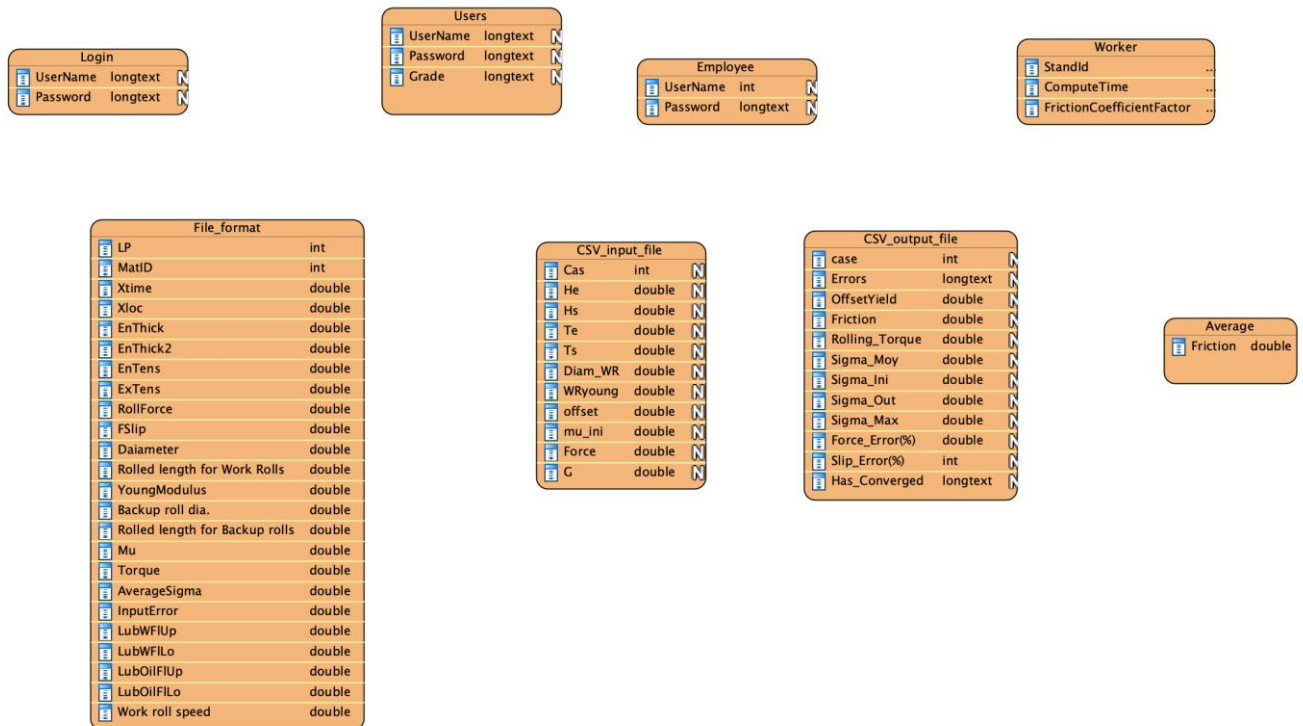 Login
UserName longtext N
Password longtext N
Users
UserName longtext N
Password longtext N
Grade longtext N
Employee
UserName int N
Password longtext N
Worker
StandId ...
ComputeTime ...
FrictionCoefficientFactor ...
File_format
LP int
MatID int
Xtime double
Xloc double
EnThick double
EnThick2 double
EnTens double
ExTens double
RollForce double
FSlip double
Daiameter double
Rolled length for Work Rolls double
YoungModulus double
Backup roll dia. double
Rolled length for Backup rolls double
Mu double
Torque double
AverageSigma double
InputError double
LubWFlUp double
LubWFlLo double
LubOilFlUp double
LubOilFlLo double
Work roll speed double
CSV_input_file
Cas int N
He double N
Hs double N
Te double N
Ts double N
Diam_WR double N
WRyoung double N
offset double N
mu_ini double N
Force double N
G double N
CSV_output_file
case int N
Errors longtext N
OffsetYield double N
Friction double N
Rolling_Torque double N
Sigma_Moy double N
Sigma_Ini double N
Sigma_Out double N
Sigma_Max double N
Force_Error(%) double N
Slip_Error(%) int N
Has_Converged longtext N
Average
Friction double